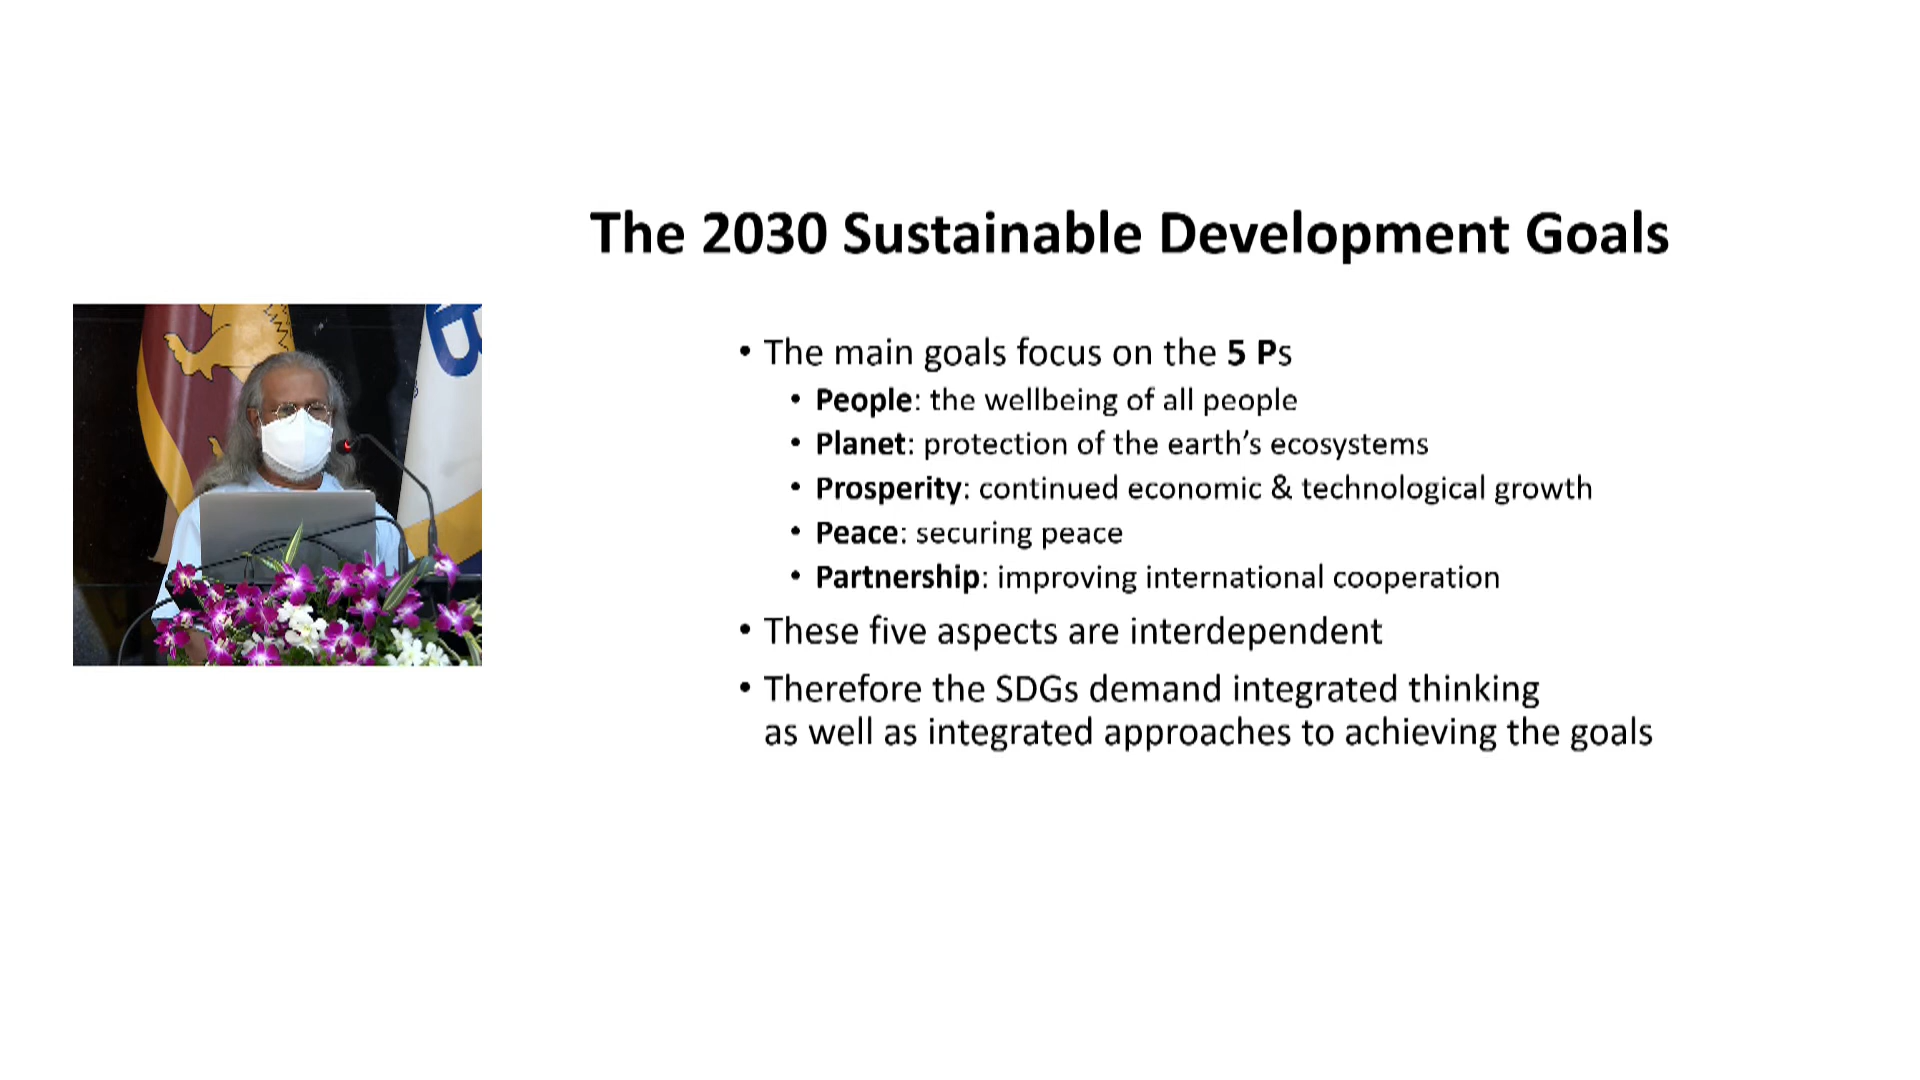 The 2030 Sustainable Development Goals
• The main goals focus on the 5 Ps
• People: the wellbeing of all people
• Planet: protection of the earth’s ecosystems
• Prosperity: continued economic & technological growth
• Peace: securing peace
• Partnership: improving international cooperation
• These five aspects are interdependent
• Therefore the SDGs demand integrated thinking
as well as integrated approaches to achieving the goals